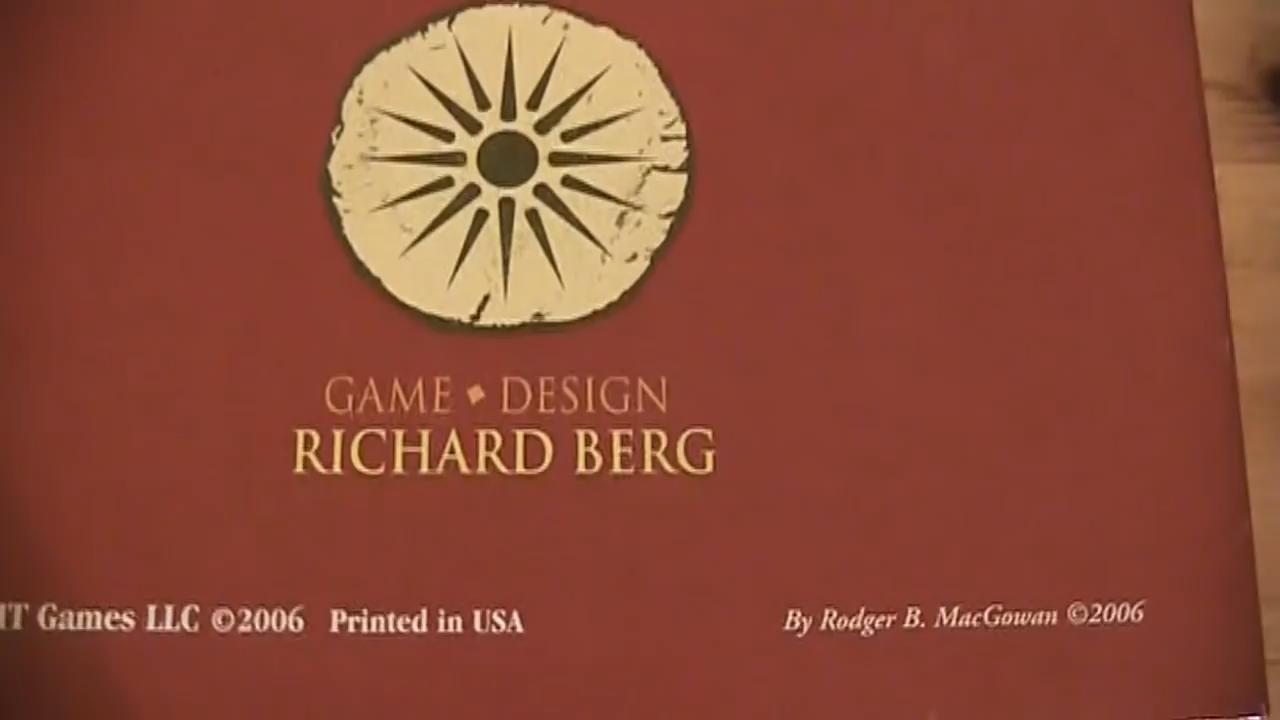 GAME ◆ DESIGN
RICHARD BERG
Games LLC ©2006 Printed in USA
By Rodger B. MacGowan ©2006